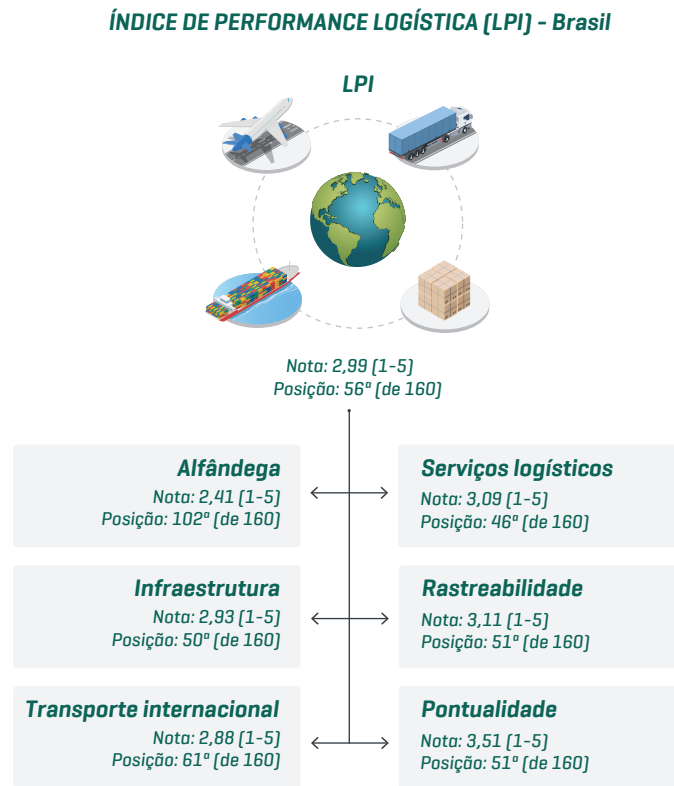 ÍNDICE DE PERFORMANCE LOGÍSTICA (LPI) - Brasil
LPI
Nota: 2,99 (1-5)
Posição: 56ª (de 160)
Alfândega
Nota: 2,41 (1-5)
Posição: 102ª (de 160)
Serviços logísticos
Nota: 3,09 (1-5)
Posição: 46ª (de 160)
Infraestrutura
Nota: 2,93 (1-5)
Posição: 50ª (de 160)
Rastreabilidade
Nota: 3,11 (1-5)
Posição: 51ª (de 160)
Transporte internacional
Nota: 2,88 (1-5)
Posição: 61ª (de 160)
Pontualidade
Nota: 3,51 (1-5)
Posição: 51ª (de 160)